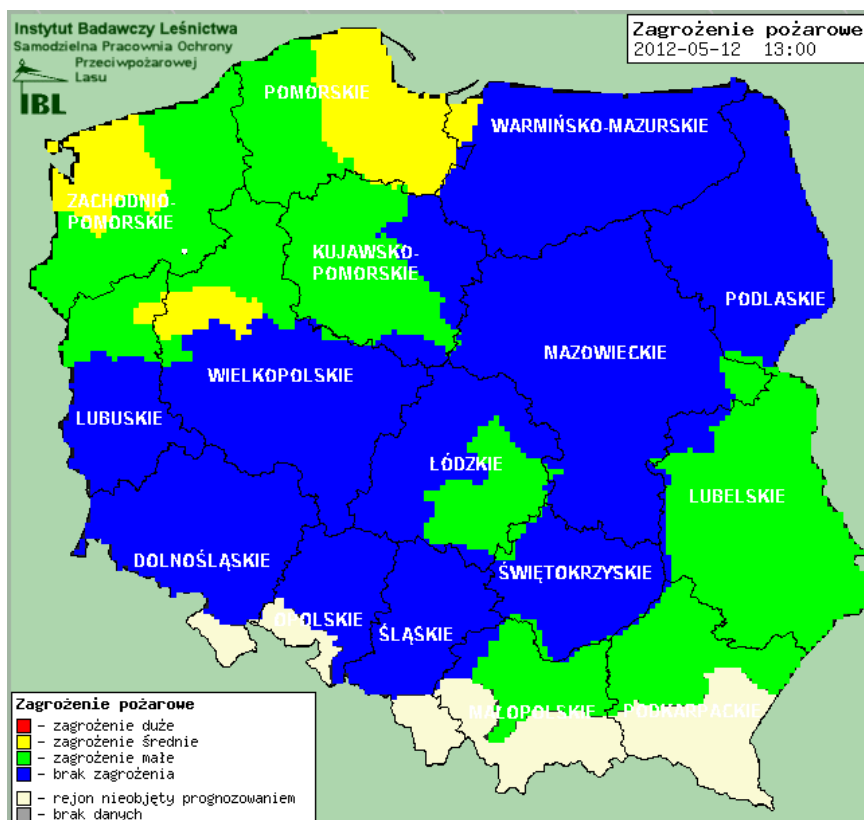 Instytut Badawczy Leśnictwa
Samodzielna Pracownia Ochrony
Przeciwpożarowej
Lasu
IBL
Zagrożenie pożarowe
2012-05-12 13:00
POMORSKIE
WARMIŃSKO-MAZURSKIE
ZACHODNIO-
POMORSKIE
KUJAWSKO-
POMORSKIE
PODLASKIE
MAZOWIECKIE
WIELKOPOLSKIE
LUBUSKIE
ŁÓDZKIE
LUBELSKIE
DOLNOŚLĄSKIE
ŚWIĘTOKRZYSKIE
OPOLSKIE
ŚLĄSKIE
MAŁOPOLSKIE
PODKARPACKIE
Zagrożenie pożarowe
- zagrożenie duże
- zagrożenie średnie
- zagrożenie małe
- brak zagrożenia
- rejon nieobjęty prognozowaniem
- brak danych